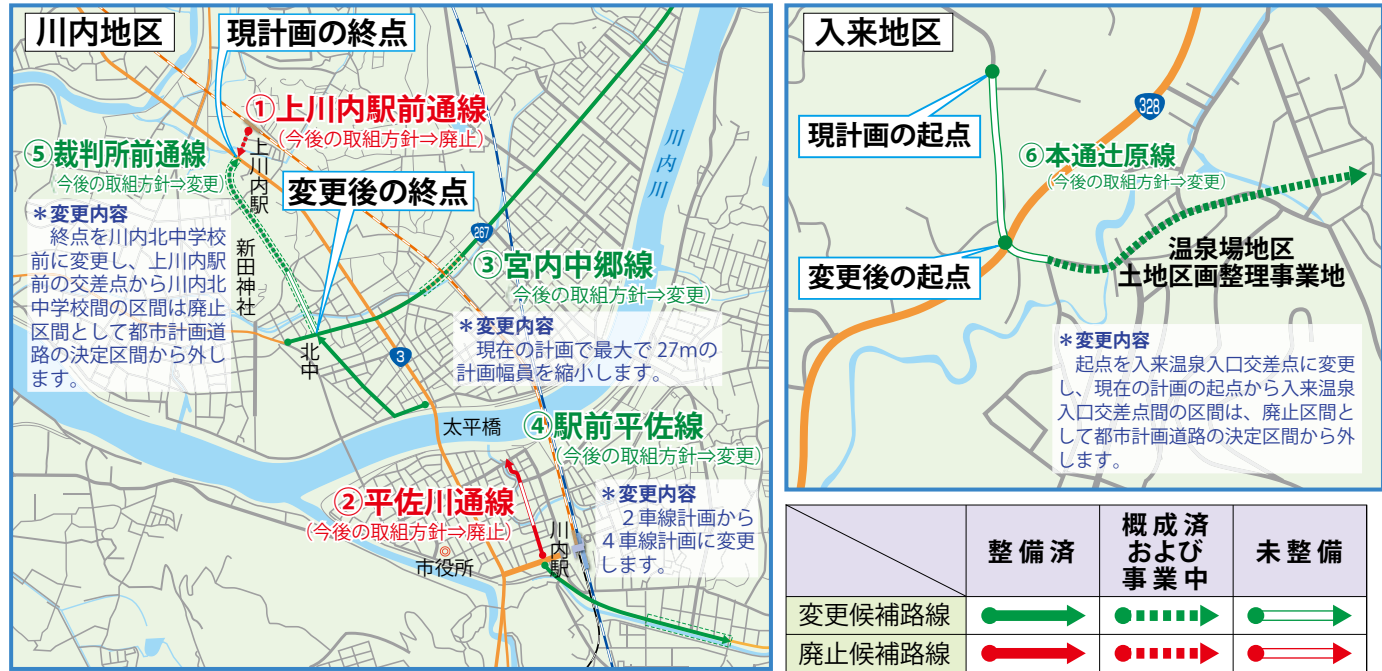 川内地区
現計画の終点
①上川内駅前通線
(今後の取組方針⇒廃止)
⑤裁判所前通線
今後の取組方針⇒変更)
上川内駅
変更後の終点
＊変更内容
終点を川内北中学校
前に変更し、上川内駅
前の交差点から川内北
中学校間の区間は廃止
区間として都市計画道
路の決定区間から外し
ます。
新田神社
川内川
267
③宮内中郷線
今後の取組方針⇒変更)
＊変更内容
現在の計画で最大で27mの
計画幅員を縮小します。
北中
3
太平橋
④駅前平佐線
(今後の取組方針⇒変更)
＊変更内容
２車線計画から
４車線計画に変更
します。
②平佐川通線
(今後の取組方針⇒廃止)
市役所
川内駅
入来地区
328
現計画の起点
⑥本通辻原線
(今後の取組方針⇒変更)
変更後の起点
温泉場地区
土地区画整理事業地
＊変更内容
起点を入来温泉入口交差点に変更
し、現在の計画の起点から入来温泉
入口交差点間の区間は、廃止区間と
して都市計画道路の決定区間から外
します。
整備済
概成済
および
事業中
未整備
変更候補路線
廃止候補路線